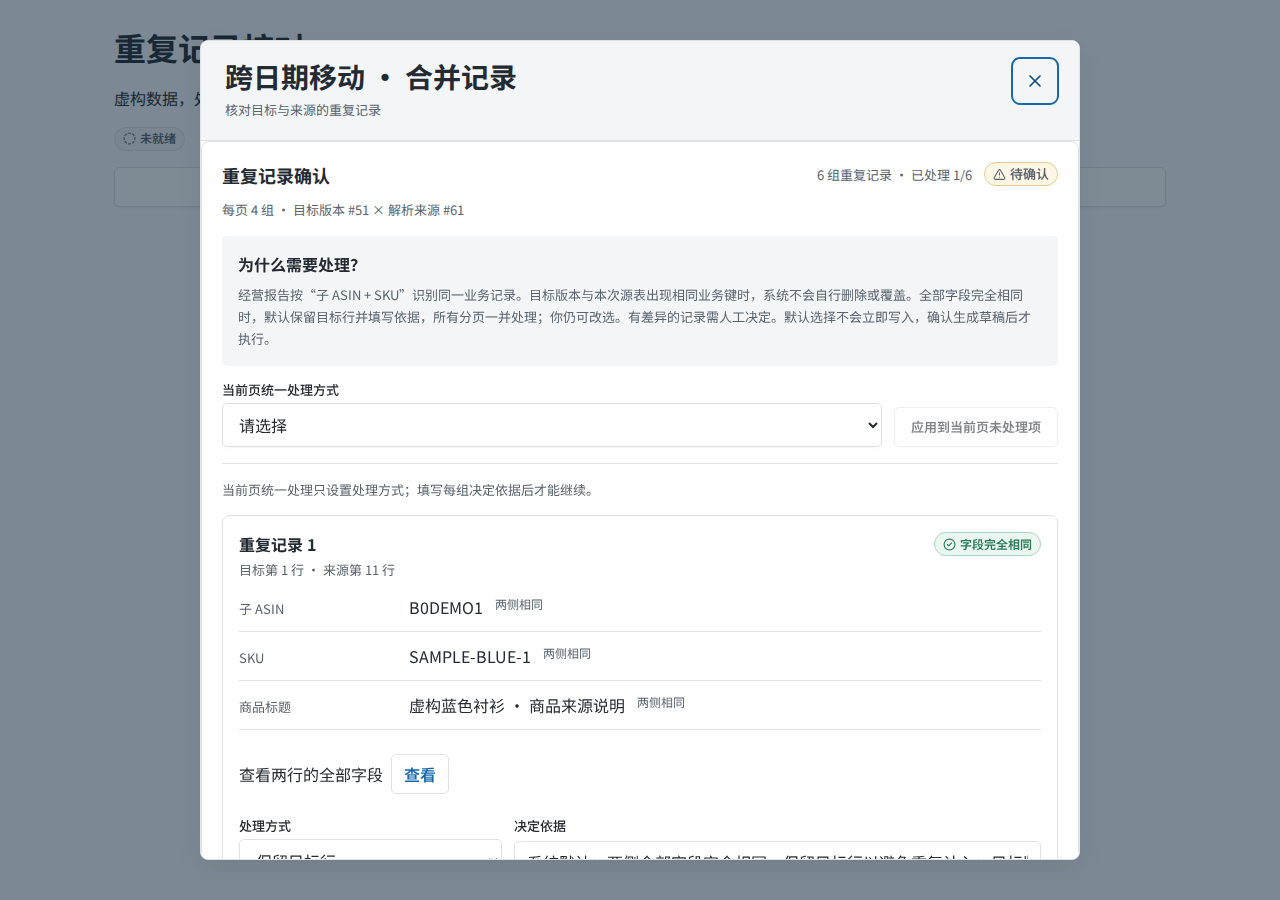 重复记
跨日期移动 · 合并记录
核对目标与来源的重复记录
虚构数据，
未就绪
重复记录确认
6 组重复记录 · 已处理 1/6
待确认
每页 4 组 · 目标版本 #51 × 解析来源 #61
为什么需要处理？
经营报告按“子 ASIN + SKU”识别同一业务记录。目标版本与本次源表出现相同业务键时，系统不会自行删除或覆盖。全部字段完全相同
时，默认保留目标行并填写依据，所有分页一并处理；你仍可改选。有差异的记录需人工决定。默认选择不会立即写入，确认生成草稿后才
执行。
当前页统一处理方式
请选择
应用到当前页未处理项
当前页统一处理只设置处理方式；填写每组决定依据后才能继续。
重复记录 1
字段完全相同
目标第 1 行 · 来源第 11 行
子 ASIN
B0DEMO1
两侧相同
SKU
SAMPLE-BLUE-1
两侧相同
商品标题
虚构蓝色衬衫 · 商品来源说明
两侧相同
查看两行的全部字段
查看
处理方式
决定依据
保留目标行